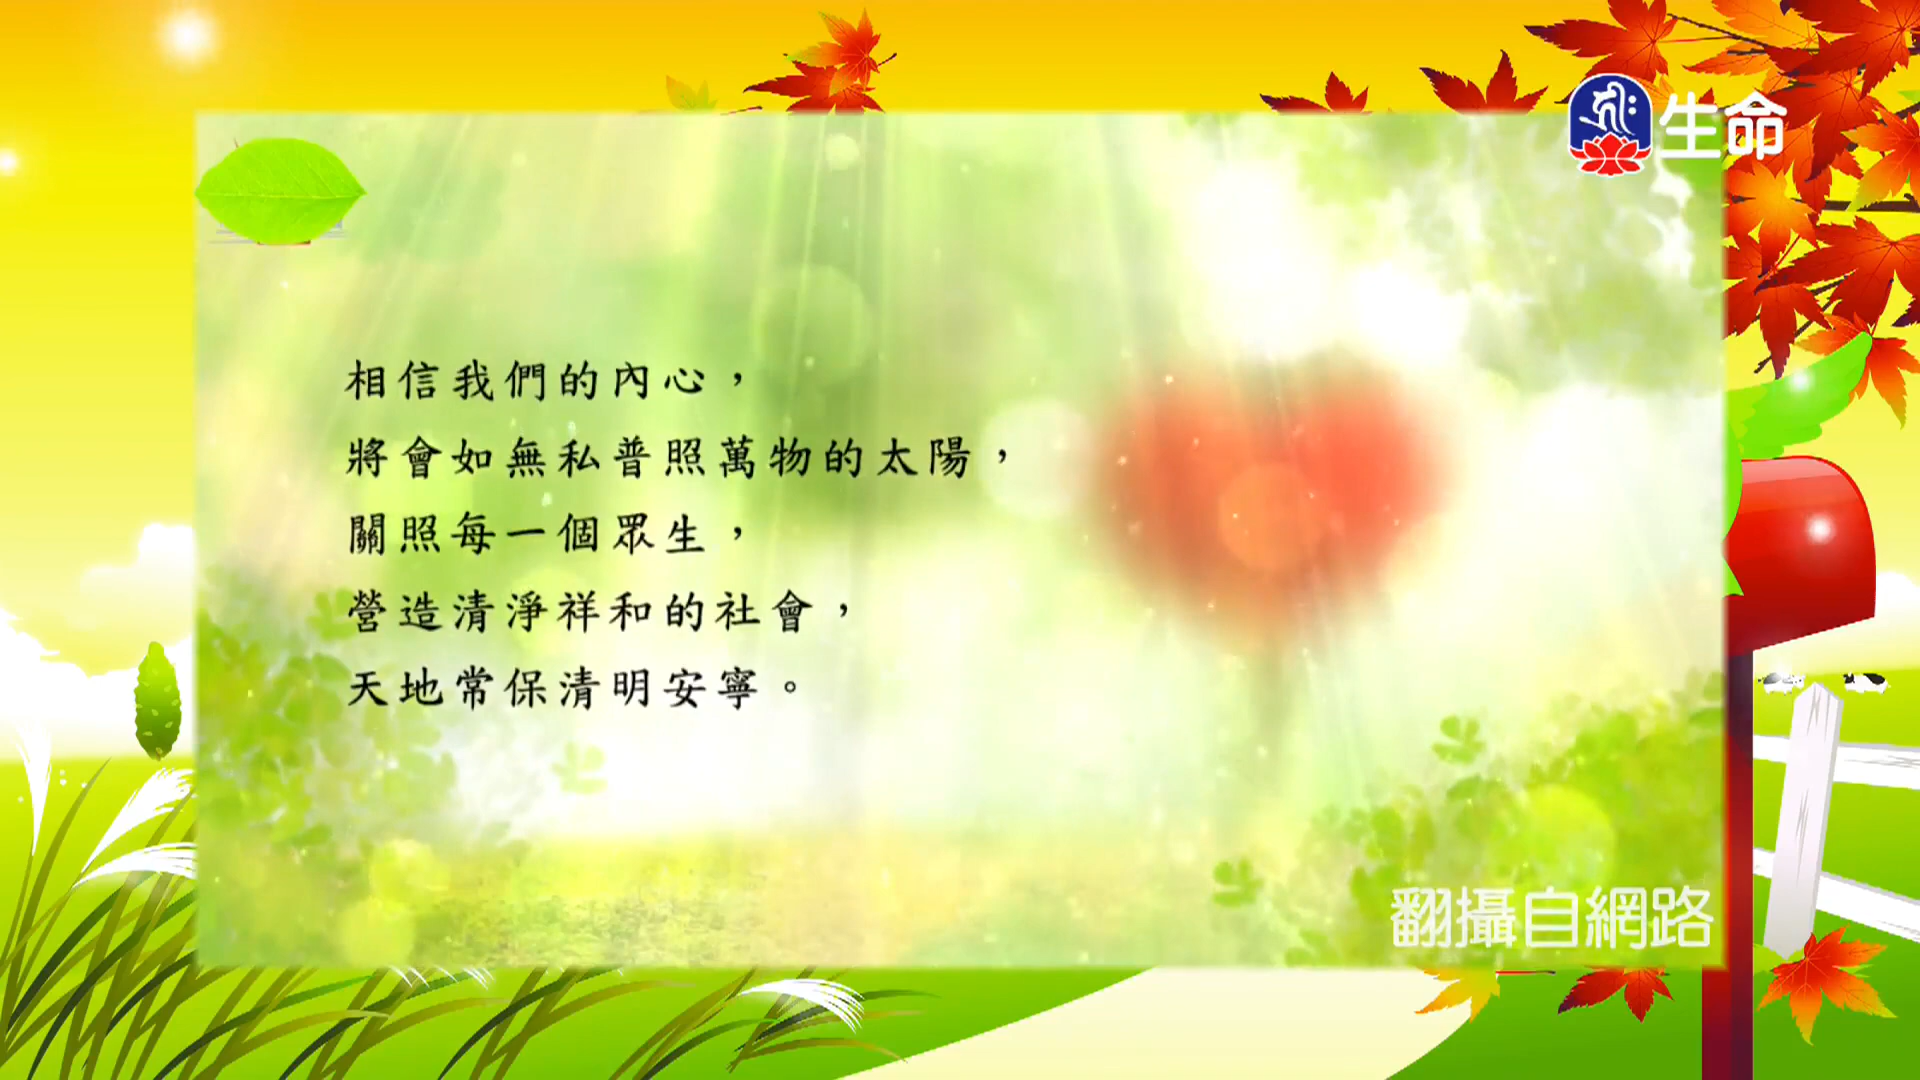 生命
相信我們的內心，
將會如無私普照萬物的太陽，
關照每一個眾生，
營造清淨祥和的社會，
天地常保清明安寧。
翻攝自網路